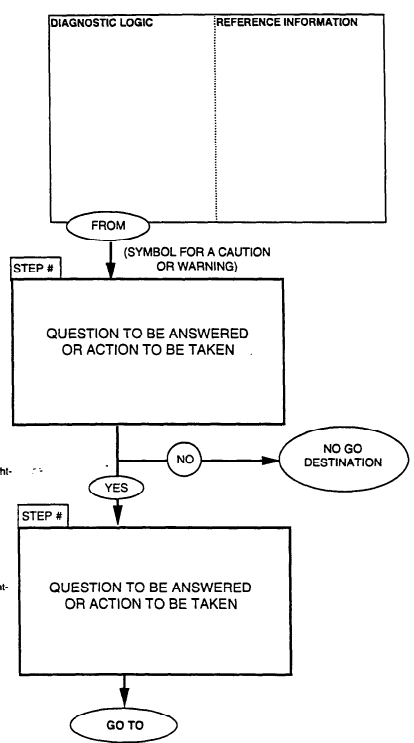 DIAGNOSTIC LOGIC
REFERENCE INFORMATION
FROM
(SYMBOL FOR A CAUTION
OR WARNING)
STEP #
QUESTION TO BE ANSWERED
OR ACTION TO BE TAKEN
NO
NO GO
DESTINATION
ht-
YES
STEP #
QUESTION TO BE ANSWERED
OR ACTION TO BE TAKEN
nt-
GO TO